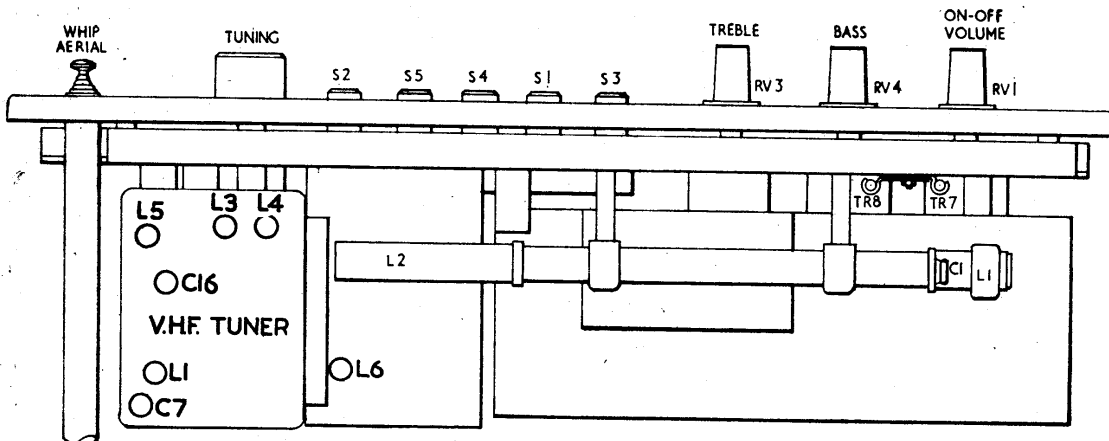 WHIP
AERIAL
TUNING
S2
S5
S4
S1
S3
TREBLE
RV3
BASS
RV4
ON-OFF
VOLUME
RV1
TR8
TR7
L5
L3
L4
C16
V.H.F. TUNER
L1
C7
L6
L2
C1
L1